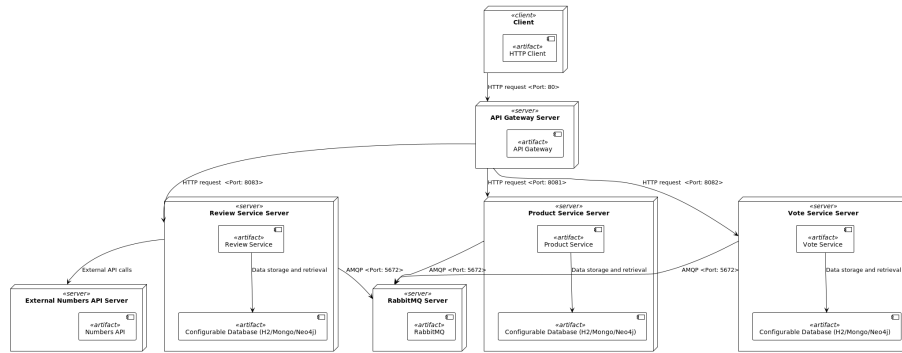 «client»
Client
«artifact»
HTTP Client
HTTP request <Port: 80>
«server»
API Gateway Server
«artifact»
API Gateway
HTTP request  <Port: 8083>
HTTP request <Port: 8081>
HTTP request  <Port: 8082>
«server»
Review Service Server
«artifact»
Review Service
«server»
Product Service Server
«artifact»
Product Service
«server»
Vote Service Server
«artifact»
Vote Service
External API calls
Data storage and retrieval
AMQP <Port: 5672>
AMQP <Port: 5672>
Data storage and retrieval
AMQP <Port: 5672>
Data storage and retrieval
«server»
External Numbers API Server
«artifact»
Numbers API
«artifact»
Configurable Database (H2/Mongo/Neo4j)
«server»
RabbitMQ Server
«artifact»
RabbitMQ
«artifact»
Configurable Database (H2/Mongo/Neo4j)
«artifact»
Configurable Database (H2/Mongo/Neo4j)